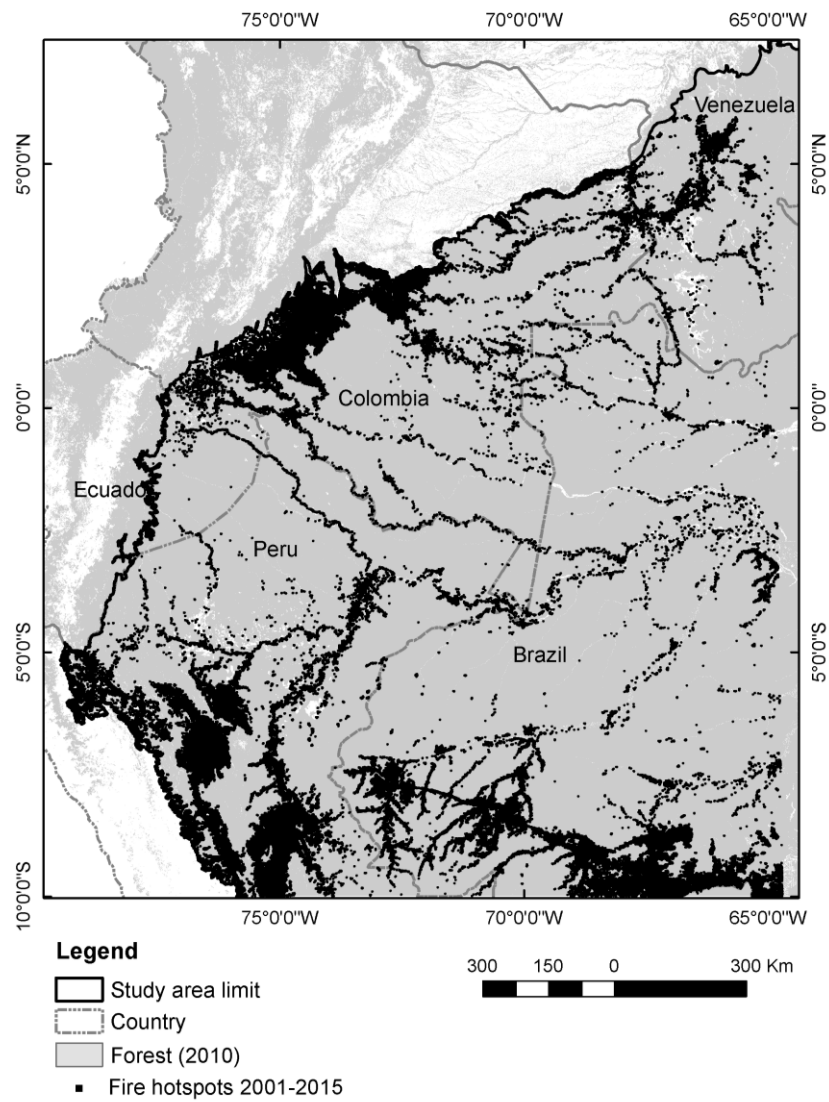 75°0'0"W 70°0'0"W 65°0'0"W
5°0'0"N 5°0'0"N
0°0'0" 0°0'0"
5°0'0"S 5°0'0"S
10°0'0"S
Venezuela
Colombia
Ecuado
Peru
Brazil
75°0'0"W 70°0'0"W 65°0'0"W
Legend
Study area limit
Country
Forest (2010)
Fire hotspots 2001-2015
300 150 0 300 Km